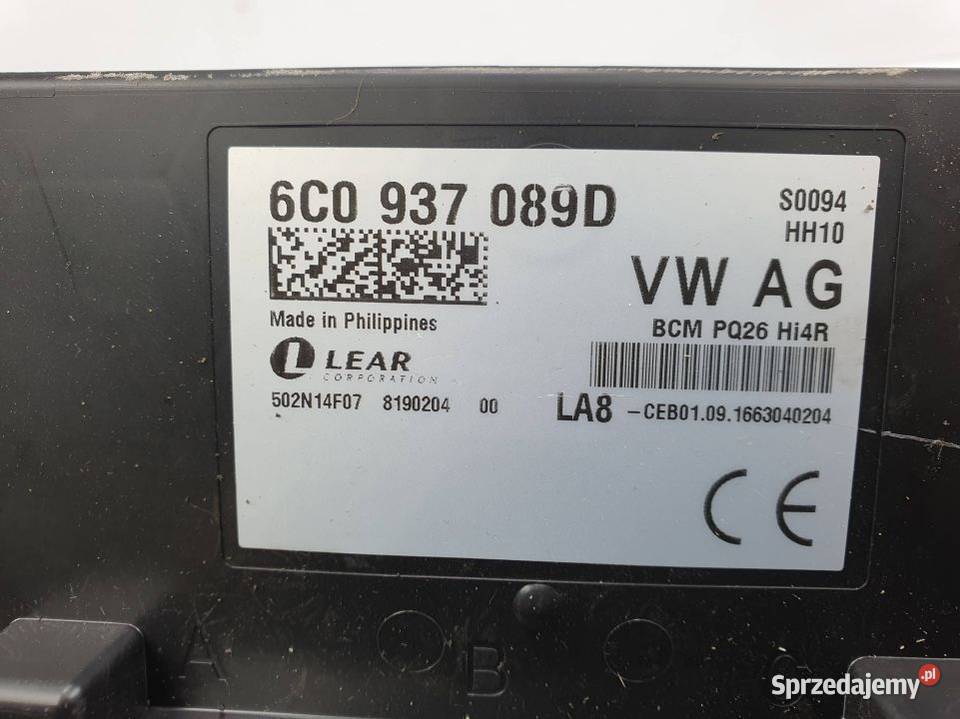 6C0 937 089D
S0094
HH10
VW AG
Made in Philippines
BCM PQ26 Hi4R
LEAR
CORPORATION
502N14F07 8190204 00
LA8 -CEB01.09.1663040204
CE
A B C
Sprzedajemy.pl